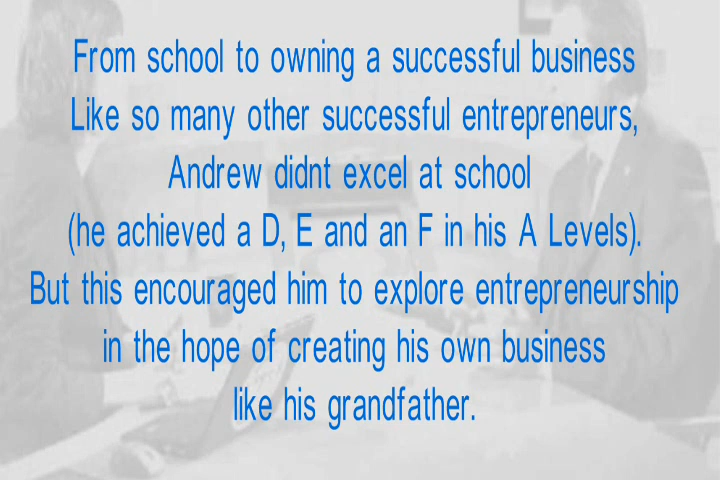 From school to owning a successful business
Like so many other successful entrepreneurs,
Andrew didnt excel at school
(he achieved a D, E and an F in his A Levels).
But this encouraged him to explore entrepreneurship
in the hope of creating his own business
like his grandfather.